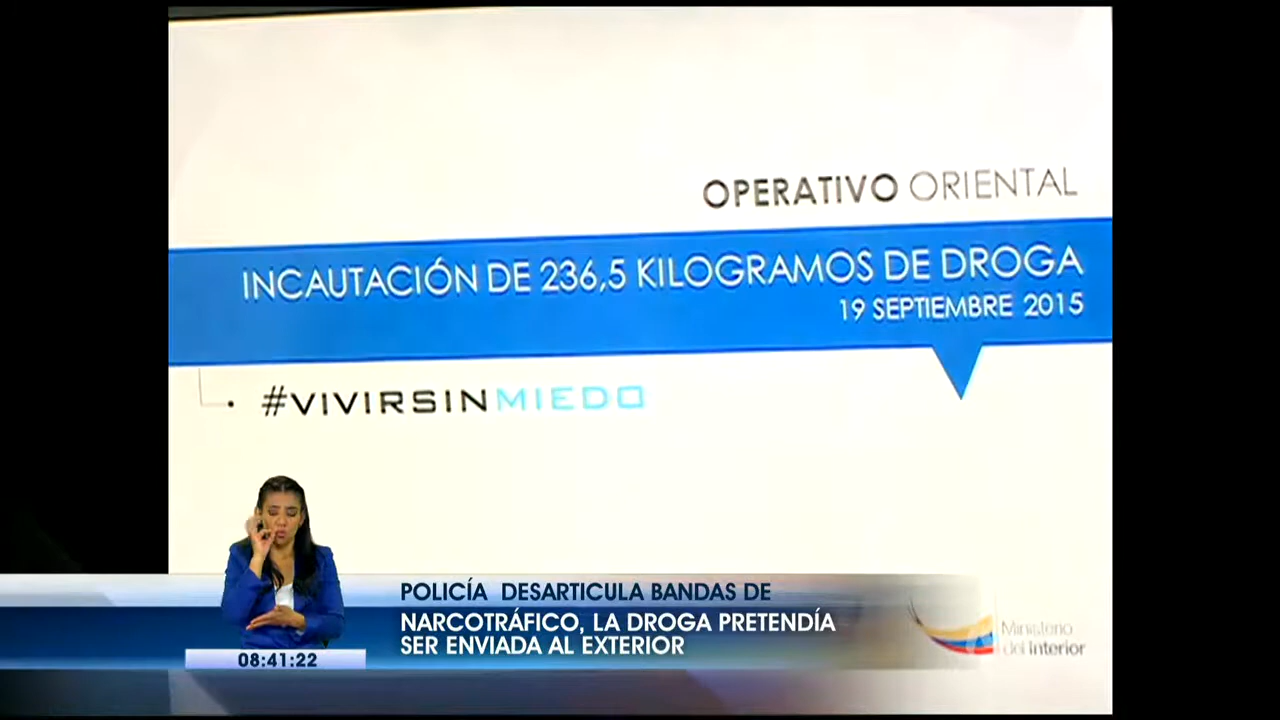 OPERATIVO ORIENTAL
INCAUTACIÓN DE 236,5 KILOGRAMOS DE DROGA
19 SEPTIEMBRE 2015
#VIVIRSINMIEDO
POLICÍA DESARTICULA BANDAS DE
NARCOTRÁFICO, LA DROGA PRETENDÍA
SER ENVIADA AL EXTERIOR
Ministerio
del Interior
08:41:22